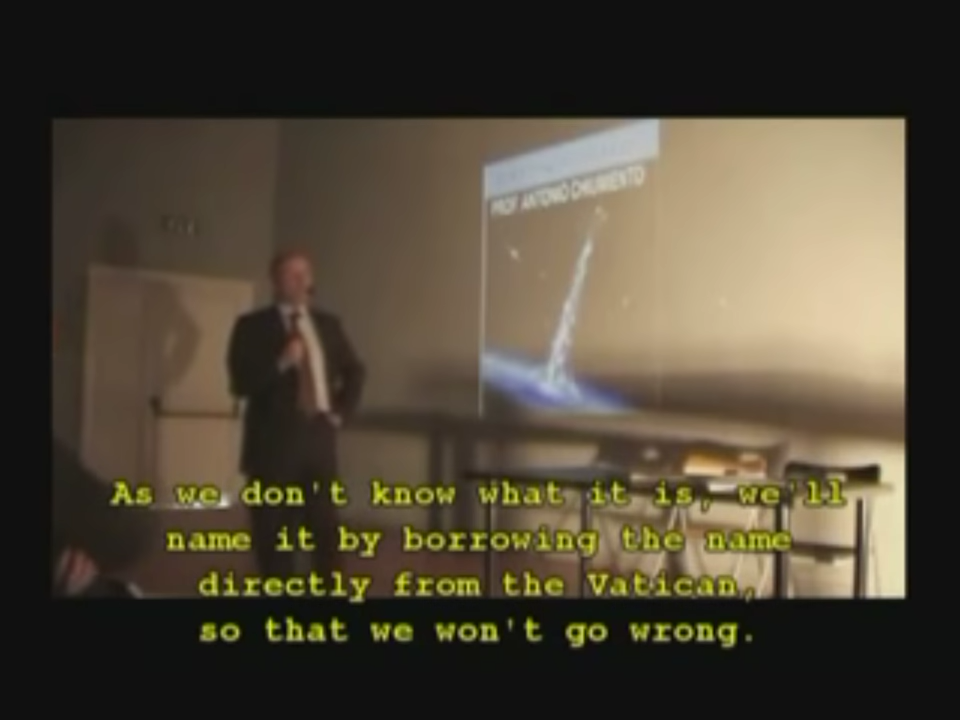 PROF. ANTONIO CHIUMIENTO
As we don't know what it is, we'll
name it by borrowing the name
directly from the Vatican,
so that we won't go wrong.